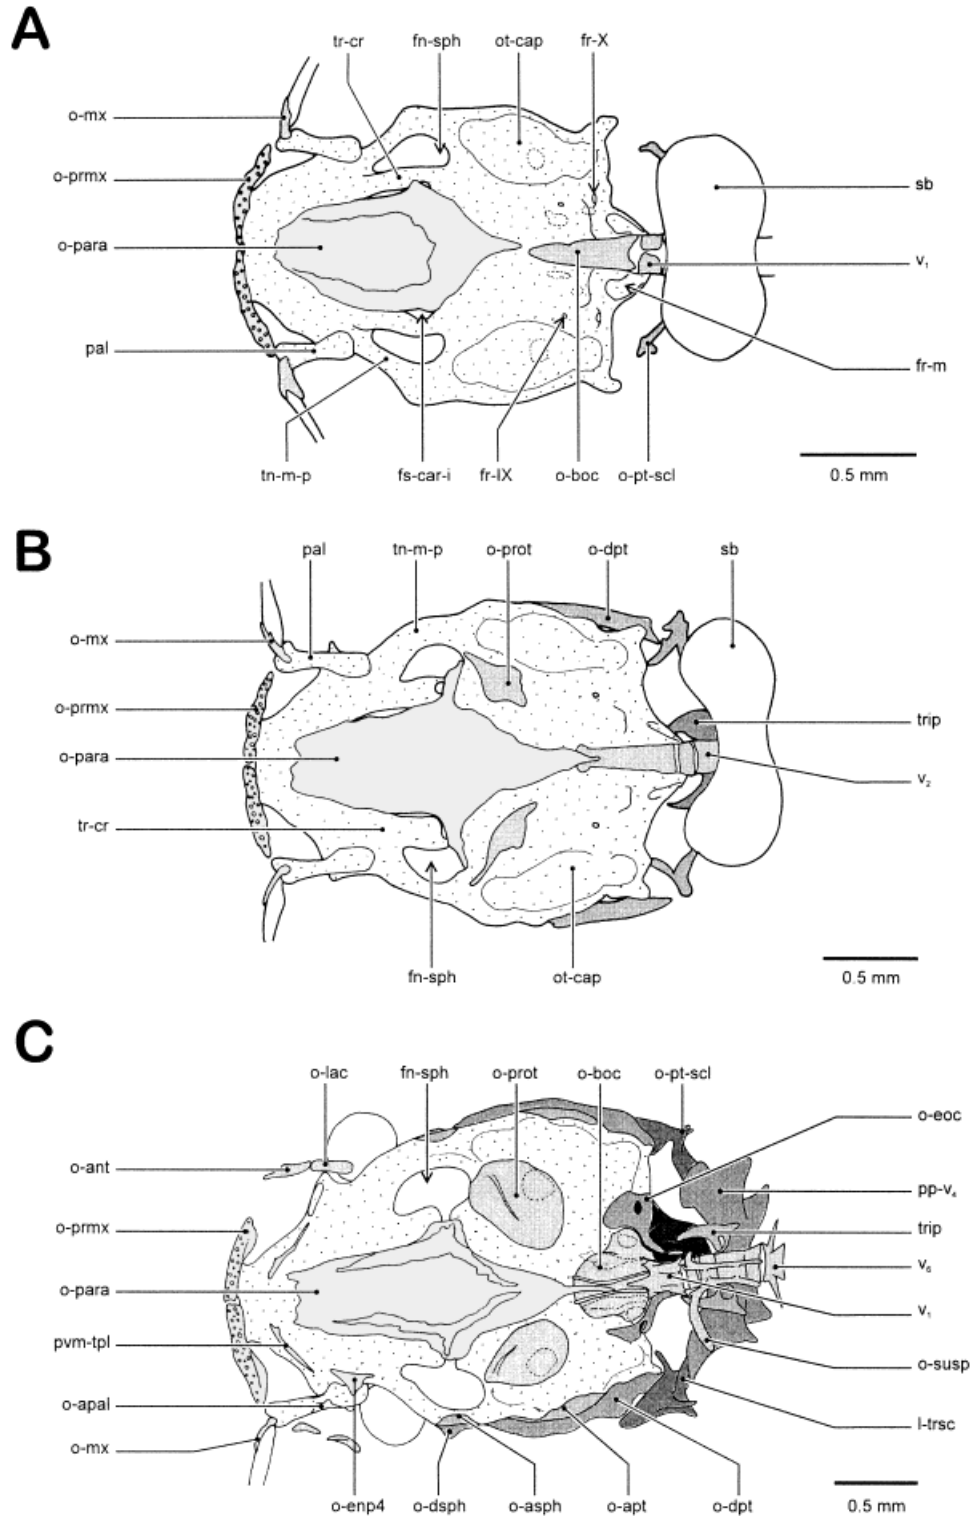 A
tr-cr fn-sph ot-cap fr-X
o-mx
o-prmx
sb
o-para
v₁
pal
fr-m
tn-m-p fs-car-i fr-IX o-boc o-pt-scl
0.5 mm
B
pal tn-m-p o-prot o-dpt sb
o-mx
o-prmx
trip
o-para
v₂
tr-cr
fn-sph ot-cap
0.5 mm
C
o-lac fn-sph o-prot o-boc o-pt-scl
o-eoc
o-ant
pp-v₄
o-prmx
trip
v₆
o-para
v₁
pvm-tpl
o-susp
o-apal
l-trsc
o-mx
o-enp4 o-dsph o-asph o-apt o-dpt
0.5 mm